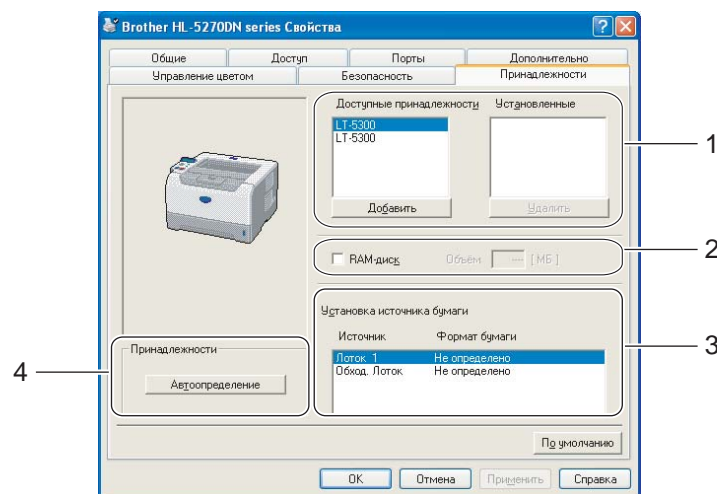 Brother HL-5270DN series Свойства
Общие Доступ Порты Дополнительно
Управление цветом Безопасность Принадлежности
Доступные принадлежности Установленные
LT-5300
LT-5300
Добавить Удалить
1
RAM-диск Объём --- [ МБ ]
2
Установка источника бумаги
Источник Формат бумаги
Лоток 1 Не определено
Обход. Лоток Не определено
3
Принадлежности
Автоопределение
4
По умолчанию
OK Отмена Применить Справка